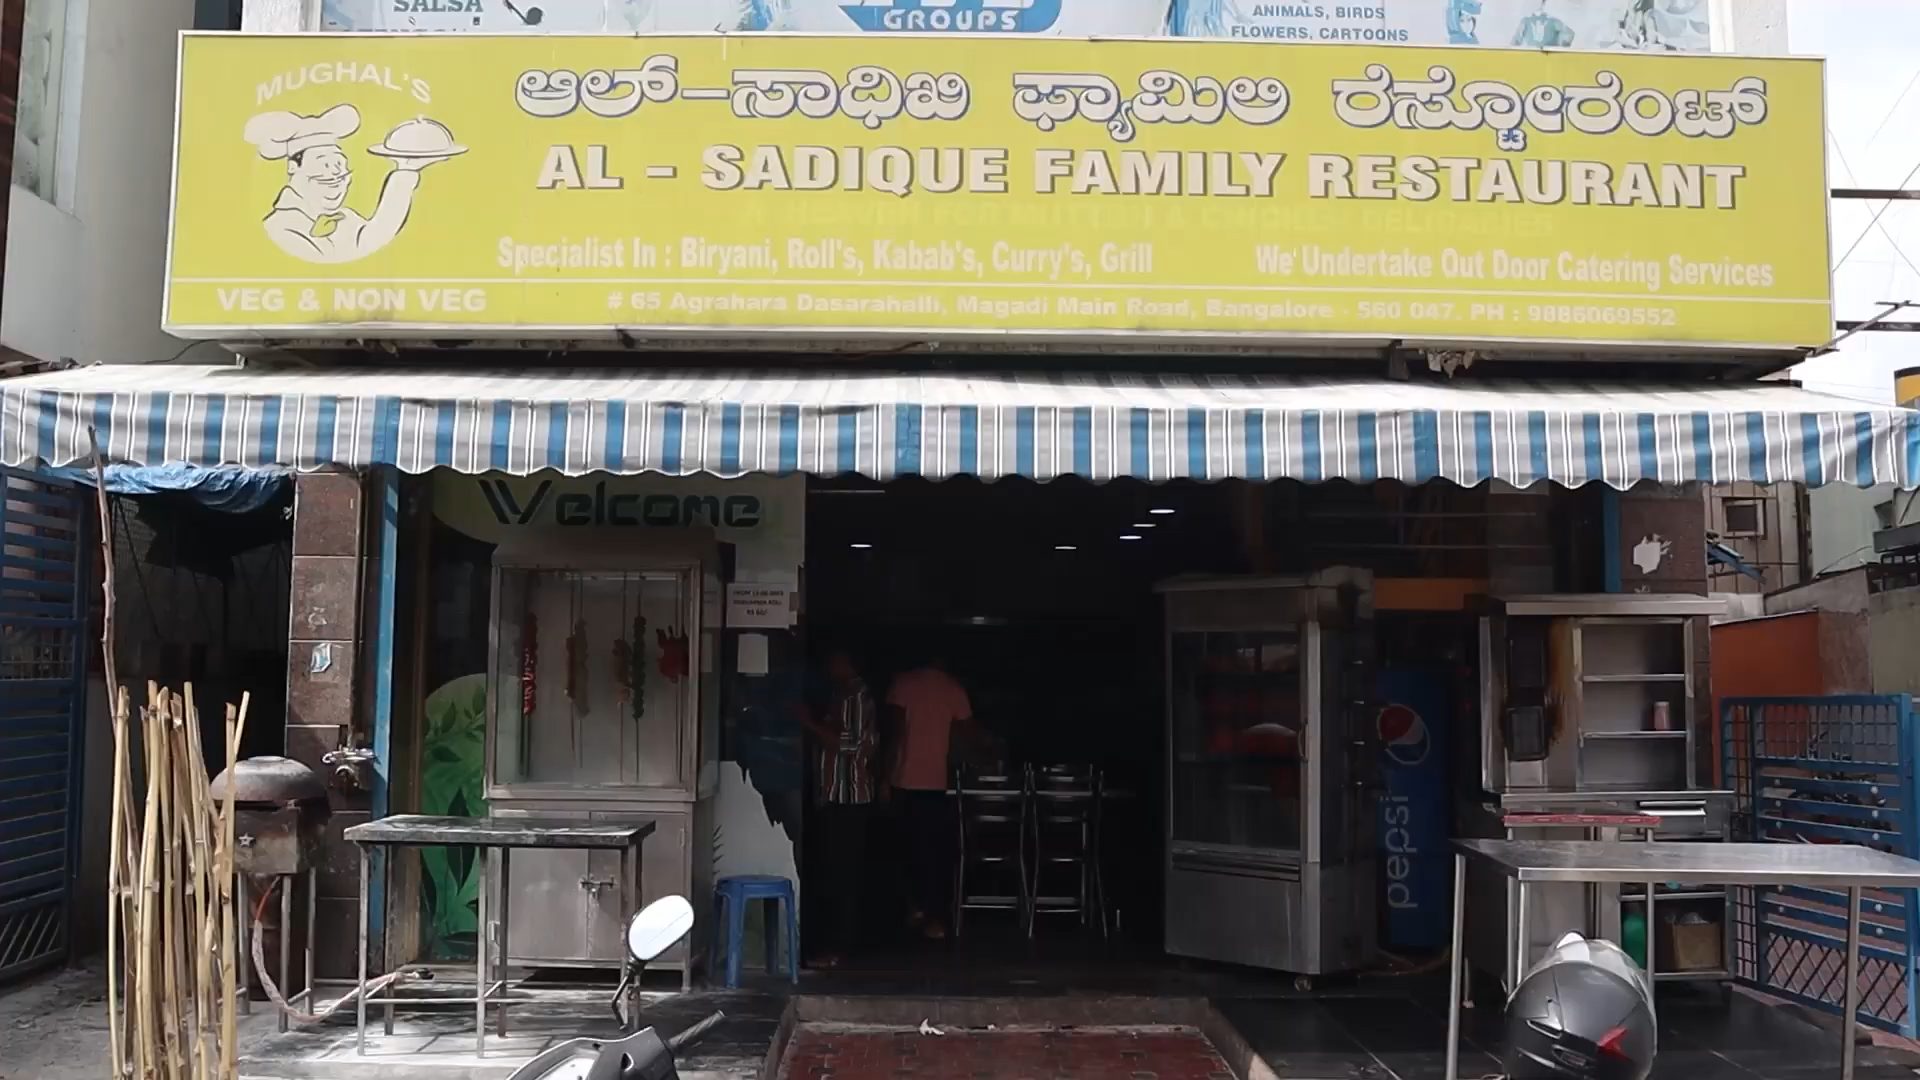 SALSA
GROUPS
ANIMALS, BIRDS
FLOWERS, CARTOONS
MUGHAL'S
ಆಲ್-ಸಾಧಿಖಿ ಫ್ಯಾಮಿಲಿ ರೆಸ್ಟೋರೆಂಟ್
AL - SADIQUE FAMILY RESTAURANT
Specialist In : Biryani, Roll's, Kabab's, Curry's, Grill
We' Undertake Out Door Catering Services
VEG & NON VEG
# 65 Agrahara Dasarahalli, Magadi Main Road, Bangalore - 560 047. PH : 9886069552
Welcome
pepsi